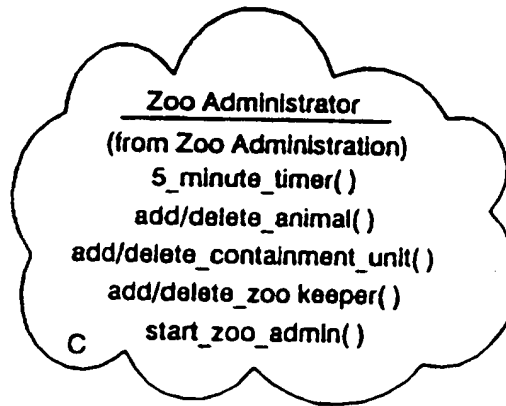 Zoo Administrator
(from Zoo Administration)
5_minute_timer( )
add/delete_animal( )
add/delete_containment_unit( )
add/delete_zoo keeper( )
start_zoo_admin( )
C